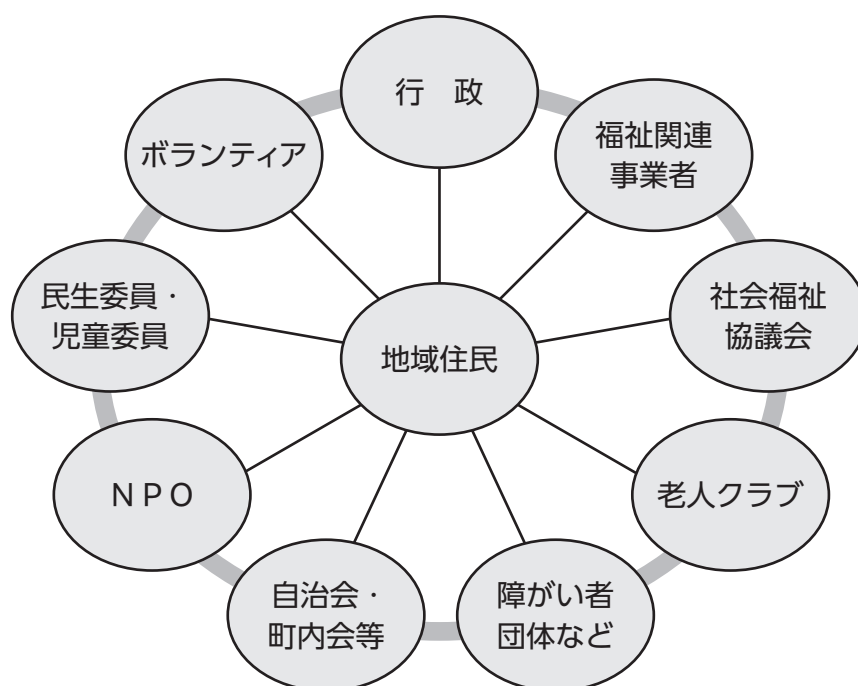 行　政
福祉関連
事業者
社会福祉
協議会
老人クラブ
障がい者
団体など
自治会・
町内会等
ＮＰＯ
民生委員・
児童委員
ボランティア
地域住民